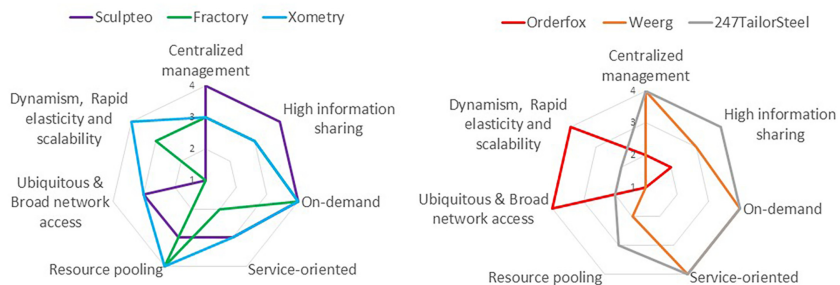 Sculpteo Fractory Xometry
Centralized
management
4
3
2
1
Dynamism, Rapid
elasticity and
scalability
High information
sharing
Ubiquitous &
Broad network
access
On-demand
Resource pooling
Service-oriented
Orderfox Weerg 247TailorSteel
Centralized
management
4
3
2
1
Dynamism, Rapid
elasticity and
scalability
High information
sharing
Ubiquitous & Broad
network access
On-demand
Resource pooling
Service-oriented